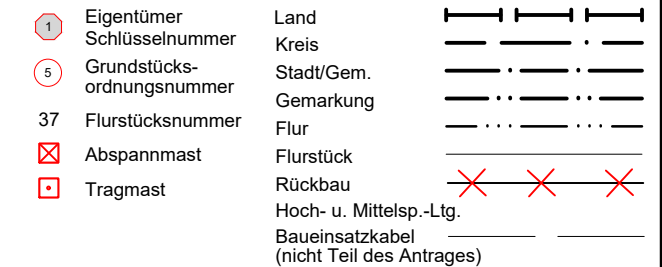 1 Eigentümer
Schlüsselnummer
5 Grundstücks-
ordnungsnummer
37 Flurstücksnummer
Abspannmast
Tragmast
Land
Kreis
Stadt/Gem.
Gemarkung
Flur
Flurstück
Rückbau
Hoch- u. Mittelsp.-Ltg.
Baueinsatzkabel
(nicht Teil des Antrages)